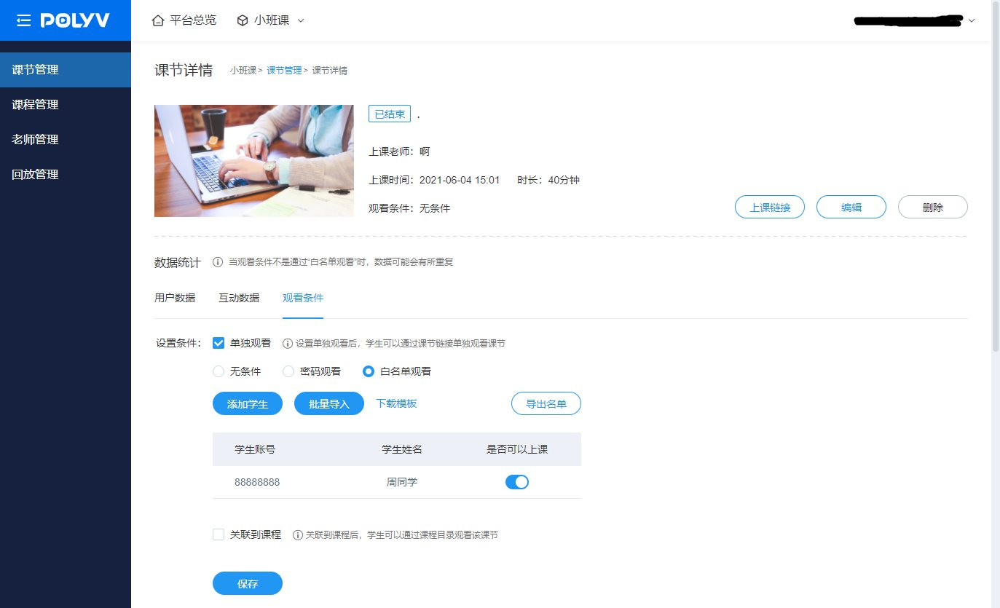 POLYV
平台总览 小班课
课节管理
课程管理
老师管理
回放管理
课节详情 小班课> 课节管理> 课节详情
已结束 .
上课老师：啊
上课时间：2021-06-04 15:01 时长：40分钟
观看条件：无条件
上课链接 编辑 删除
数据统计 当观看条件不是通过“白名单观看”时，数据可能会有所重复
用户数据 互动数据 观看条件
设置条件： 单独观看 设置单独观看后，学生可以通过课节链接单独观看课节
无条件 密码观看 白名单观看
添加学生 批量导入 下载模板 导出名单
学生账号 学生姓名 是否可以上课
88888888 周同学
关联到课程 关联到课程后，学生可以通过课程目录观看该课节
保存